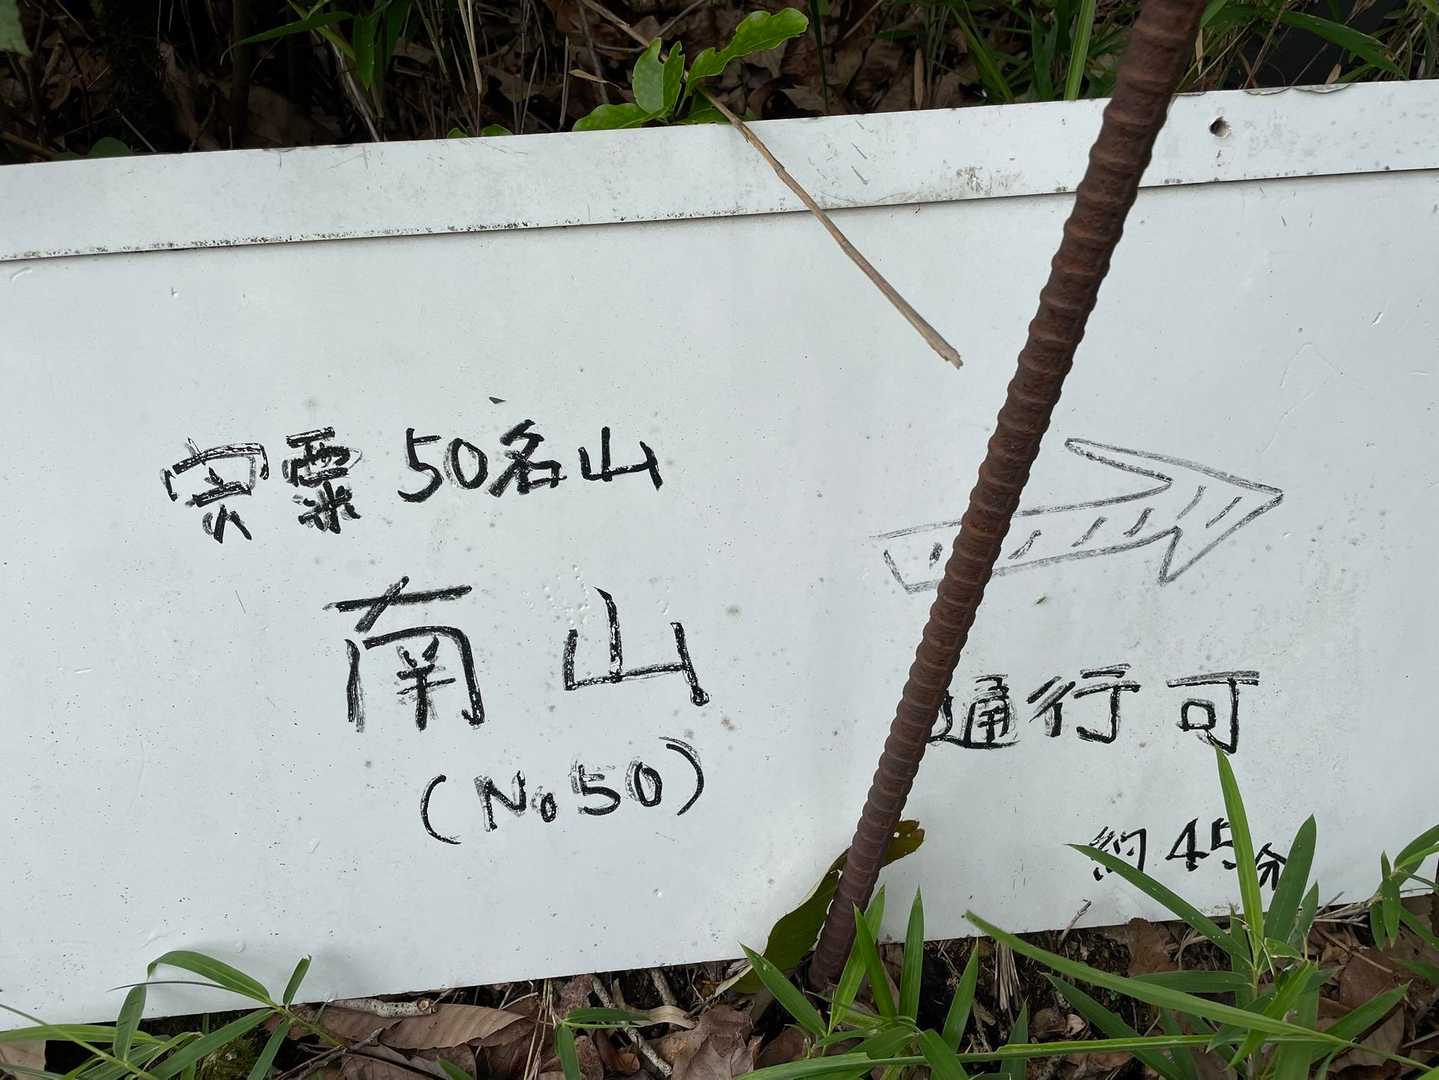 宍粟50名山
南山
(No50)
通行可
約45分